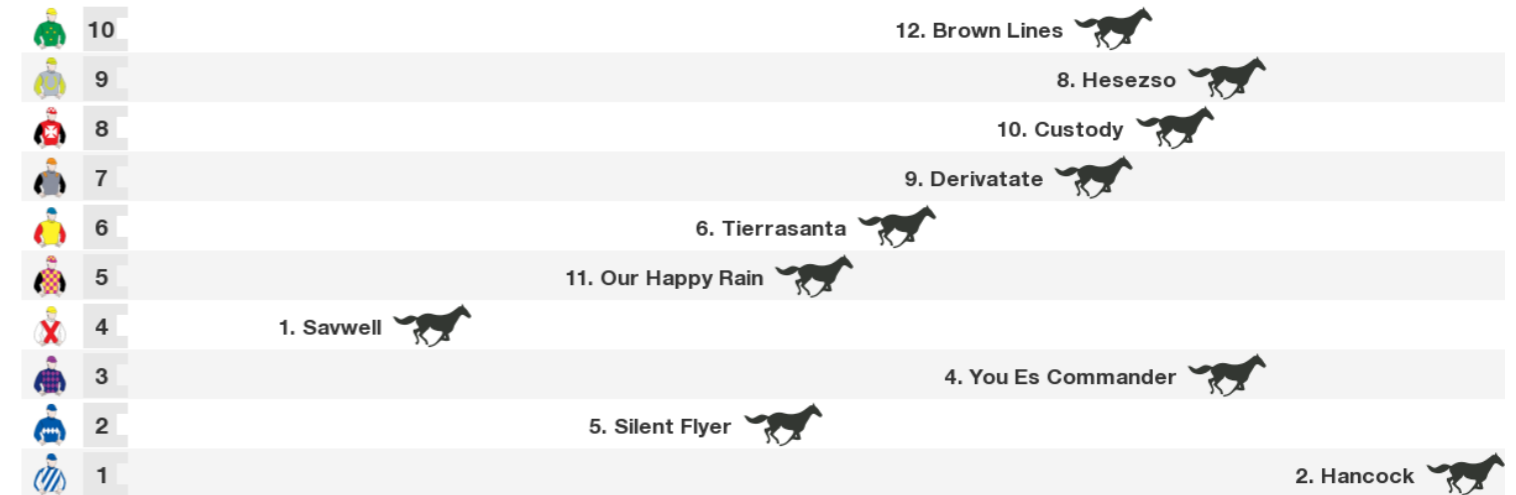 10 12. Brown Lines
9 8. Hesezso
8 10. Custody
7 9. Derivatate
6 6. Tierrasanta
5 11. Our Happy Rain
4 1. Savwell
3 4. You Es Commander
2 5. Silent Flyer
1 2. Hancock